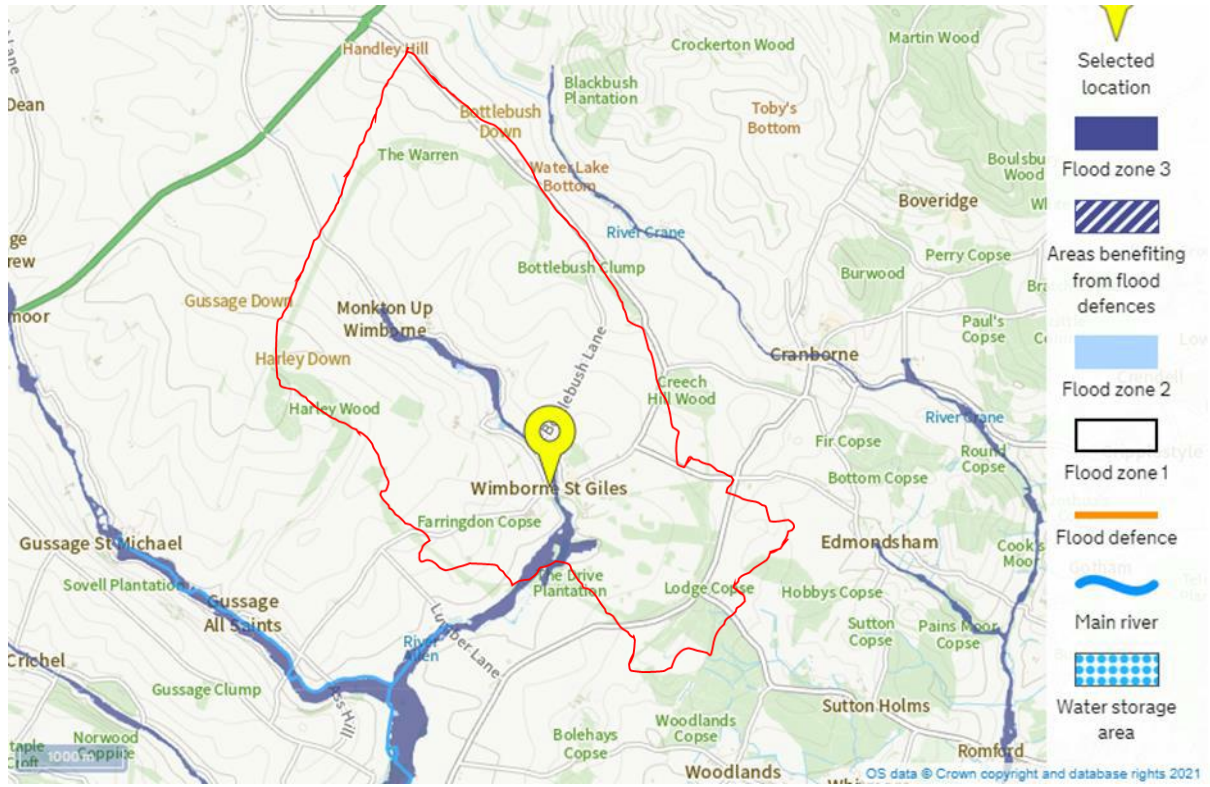 Handley Hill
Crockerton Wood
Martin Wood
Lane
Dean
Blackbush
Plantation
Bottlebush
Down
Toby's
Bottom
The Warren
Water Lake
Bottom
Boveridge
River Crane
Perry Copse
Bottlebush Clump
Burwood
Gussage Down
Monkton Up
Wimborne
moor
Paul's
Copse
Harley Down
Cranborne
Creech
Hill Wood
Harley Wood
River Crane
Fir Copse
Round
Copse
Bottom Copse
Wimborne St Giles
Farringdon Copse
Gussage St Michael
Edmondsham
Cook's
Moor
Sovell Plantation
The Drive
Plantation
Lodge Copse
Hobbys Copse
Gussage
All Saints
Sutton
Copse
Pains Moor
Copse
River
Allen
Lumber Lane
Crichel
Gussage Clump
Sutton Holms
Woodlands
Copse
Bolehays
Copse
Norwood
Coppice
1000 m
Romford
Woodlands
OS data © Crown copyright and database rights 2021
Selected
location
Flood zone 3
Areas benefiting
from flood
defences
Flood zone 2
Flood zone 1
Flood defence
Main river
Water storage
area